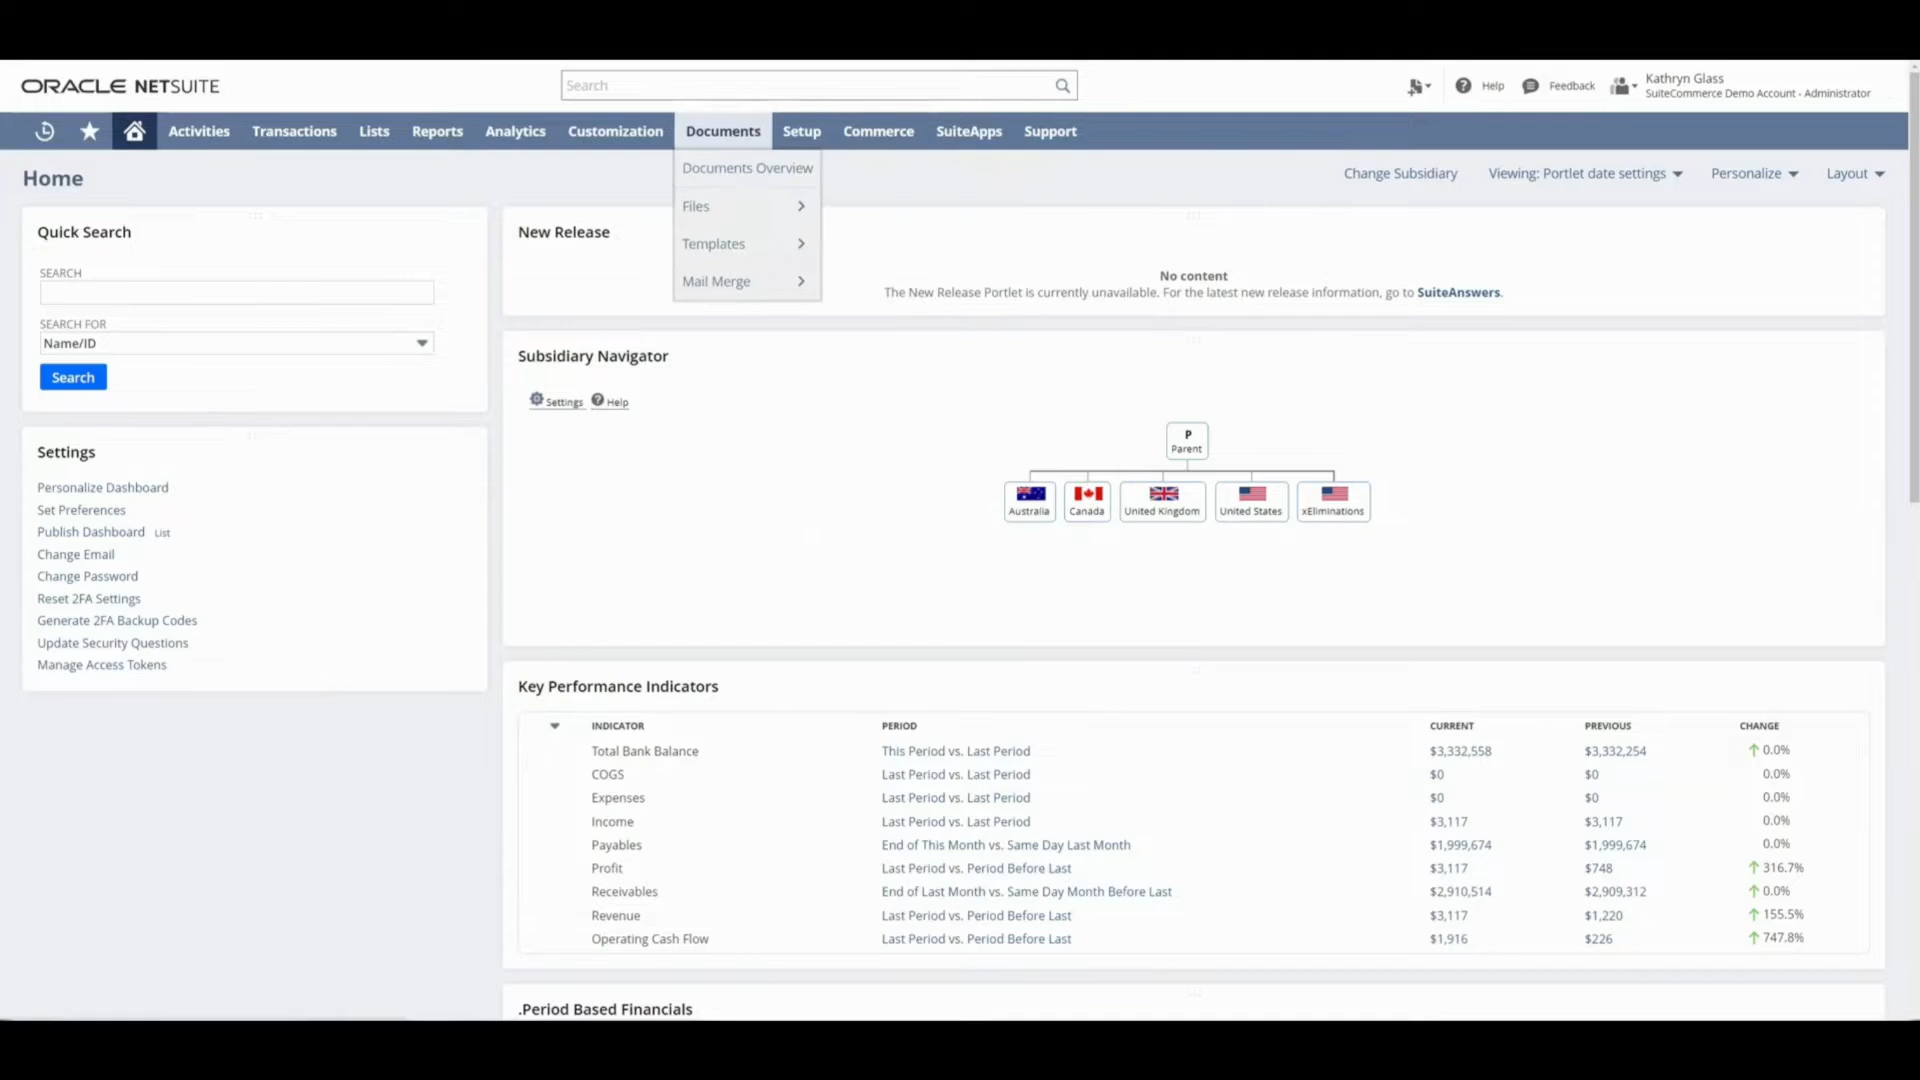 ORACLE NETSUITE
Search
Help
Feedback
Kathryn Glass
SuiteCommerce Demo Account - Administrator
Activities Transactions Lists Reports Analytics Customization Documents Setup Commerce SuiteApps Support
Documents Overview
Files
Templates
Mail Merge
Home
Change Subsidiary
Viewing: Portlet date settings
Personalize
Layout
Quick Search
SEARCH
SEARCH FOR
Name/ID
Search
Settings
Personalize Dashboard
Set Preferences
Publish Dashboard List
Change Email
Change Password
Reset 2FA Settings
Generate 2FA Backup Codes
Update Security Questions
Manage Access Tokens
New Release
No content
The New Release Portlet is currently unavailable. For the latest new release information, go to SuiteAnswers.
Subsidiary Navigator
Settings Help
P
Parent
Australia Canada United Kingdom United States xEliminations
Key Performance Indicators
INDICATOR PERIOD CURRENT PREVIOUS CHANGE
Total Bank Balance This Period vs. Last Period $3,332,558 $3,332,254 0.0%
COGS Last Period vs. Last Period $0 $0 0.0%
Expenses Last Period vs. Last Period $0 $0 0.0%
Income Last Period vs. Last Period $3,117 $3,117 0.0%
Payables End of This Month vs. Same Day Last Month $1,999,674 $1,999,674 0.0%
Profit Last Period vs. Period Before Last $3,117 $748 316.7%
Receivables End of Last Month vs. Same Day Month Before Last $2,910,514 $2,909,312 0.0%
Revenue Last Period vs. Period Before Last $3,117 $1,220 155.5%
Operating Cash Flow Last Period vs. Period Before Last $1,916 $226 747.8%
.Period Based Financials